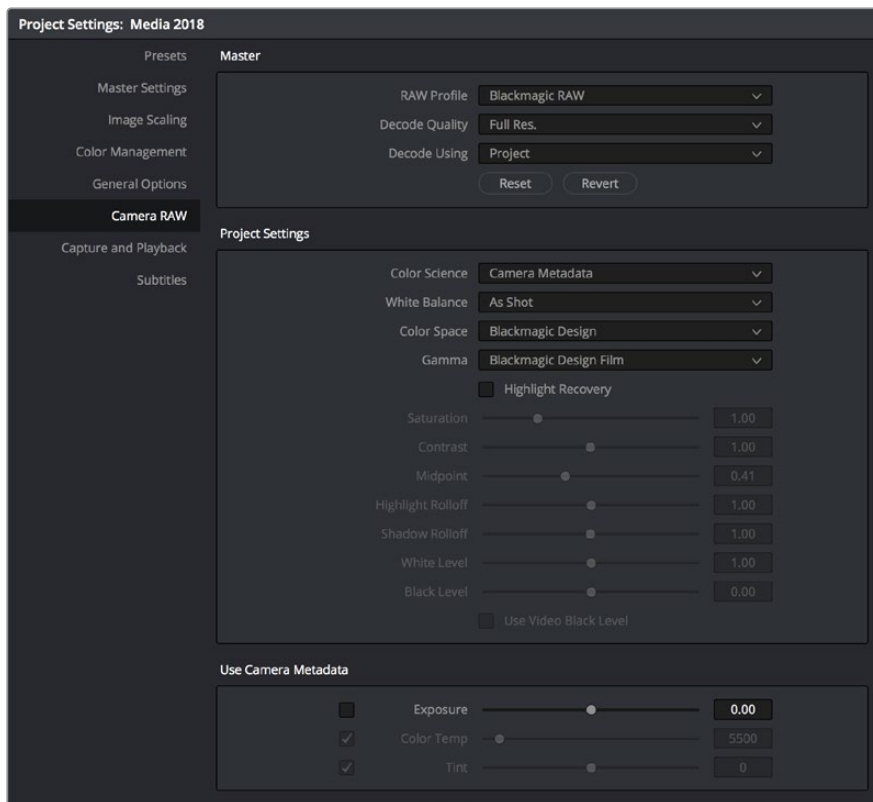 Project Settings: Media 2018
Presets
Master Settings
Image Scaling
Color Management
General Options
Camera RAW
Capture and Playback
Subtitles
Master
RAW Profile Blackmagic RAW
Decode Quality Full Res.
Decode Using Project
Reset Revert
Project Settings
Color Science Camera Metadata
White Balance As Shot
Color Space Blackmagic Design
Gamma Blackmagic Design Film
Highlight Recovery
Saturation 1.00
Contrast 1.00
Midpoint 0.41
Highlight Rolloff 1.00
Shadow Rolloff 1.00
White Level 1.00
Black Level 0.00
Use Video Black Level
Use Camera Metadata
Exposure 0.00
Color Temp 5500
Tint 0